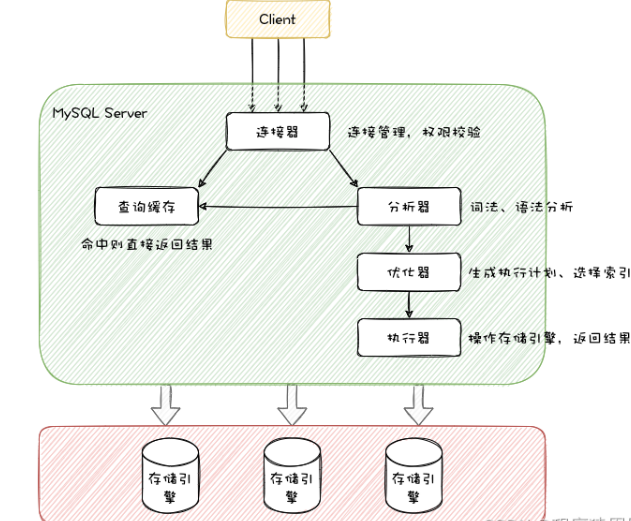 Client
MySQL Server
连接器
连接管理，权限校验
查询缓存
分析器
词法、语法分析
命中则直接返回结果
优化器
生成执行计划、选择索引
执行器
操作存储引擎，返回结果
存储引
擎
存储引
擎
存储引
擎